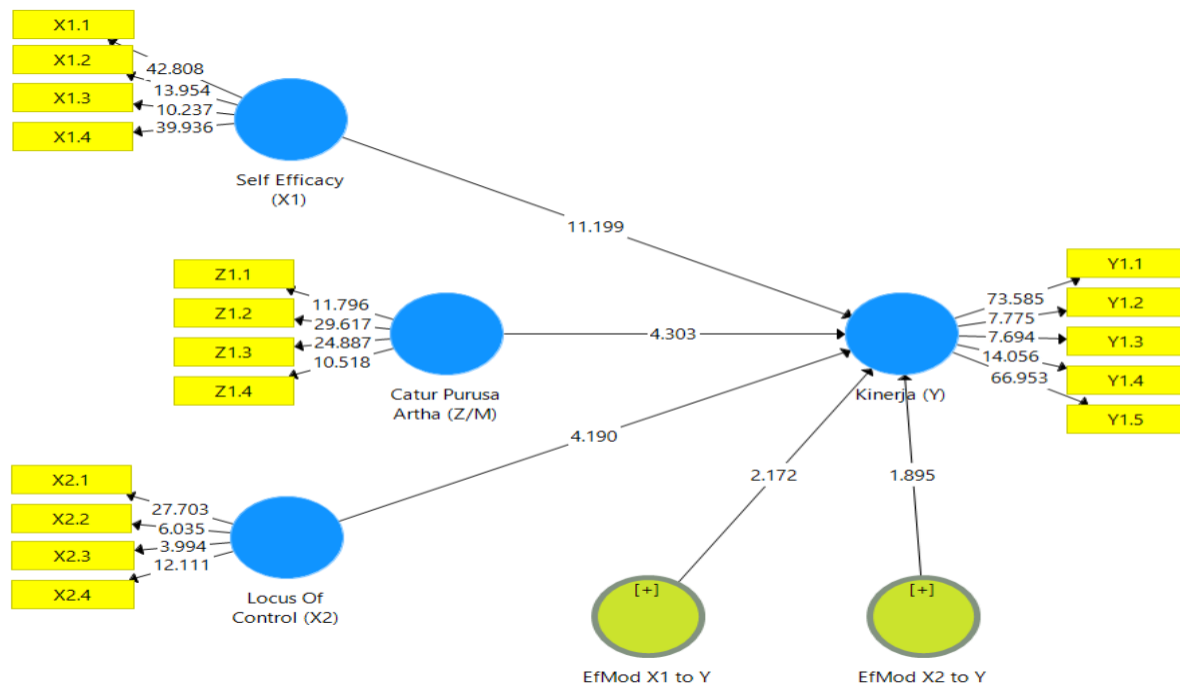 X1.1
X1.2
X1.3
X1.4
42.808
13.954
10.237
39.936
Self Efficacy
(X1)
11.199
Z1.1
Z1.2
Z1.3
Z1.4
11.796
29.617
24.887
10.518
Catur Purusa
Artha (Z/M)
4.303
Kinerja (Y)
73.585
7.775
7.694
14.056
66.953
Y1.1
Y1.2
Y1.3
Y1.4
Y1.5
X2.1
X2.2
X2.3
X2.4
27.703
6.035
3.994
12.111
Locus Of
Control (X2)
4.190
2.172
1.895
[+]
EfMod X1 to Y
[+]
EfMod X2 to Y